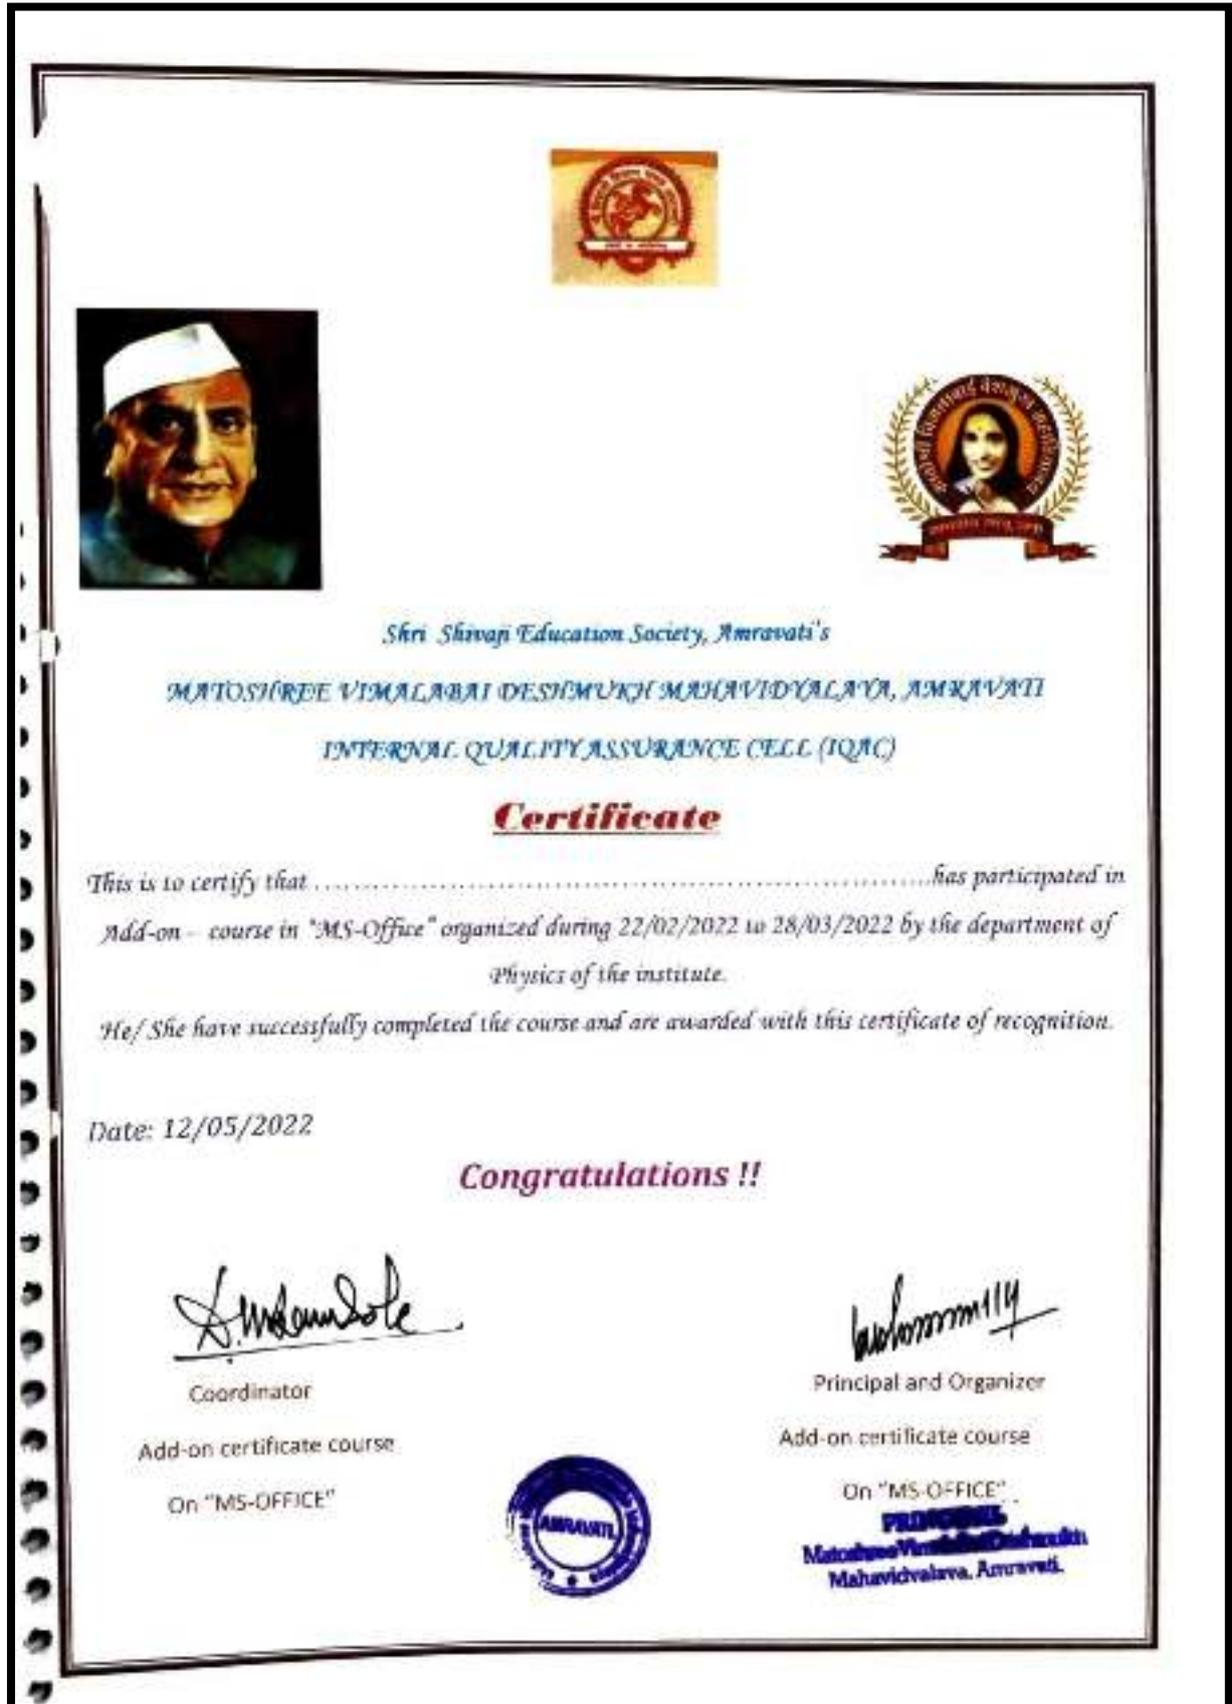 Shri Shivaji Education Society, Amravati's
MATOSHREE VIMALABAI DESHMUKH MAHAVIDYALAYA, AMRAVATI
INTERNAL QUALITY ASSURANCE CELL (IQAC)
Certificate
This is to certify that ........................................................................ has participated in
Add-on – course in "MS-Office" organized during 22/02/2022 to 28/03/2022 by the department of
Physics of the institute.
He/ She have successfully completed the course and are awarded with this certificate of recognition.
Date: 12/05/2022
Congratulations !!
Coordinator
Add-on certificate course
On "MS-OFFICE"
Principal and Organizer
Add-on certificate course
On "MS-OFFICE"
AMRAVATI
PRINCIPAL
Matoshree Vimalabai Deshmukh
Mahavidyalaya, Amravati.